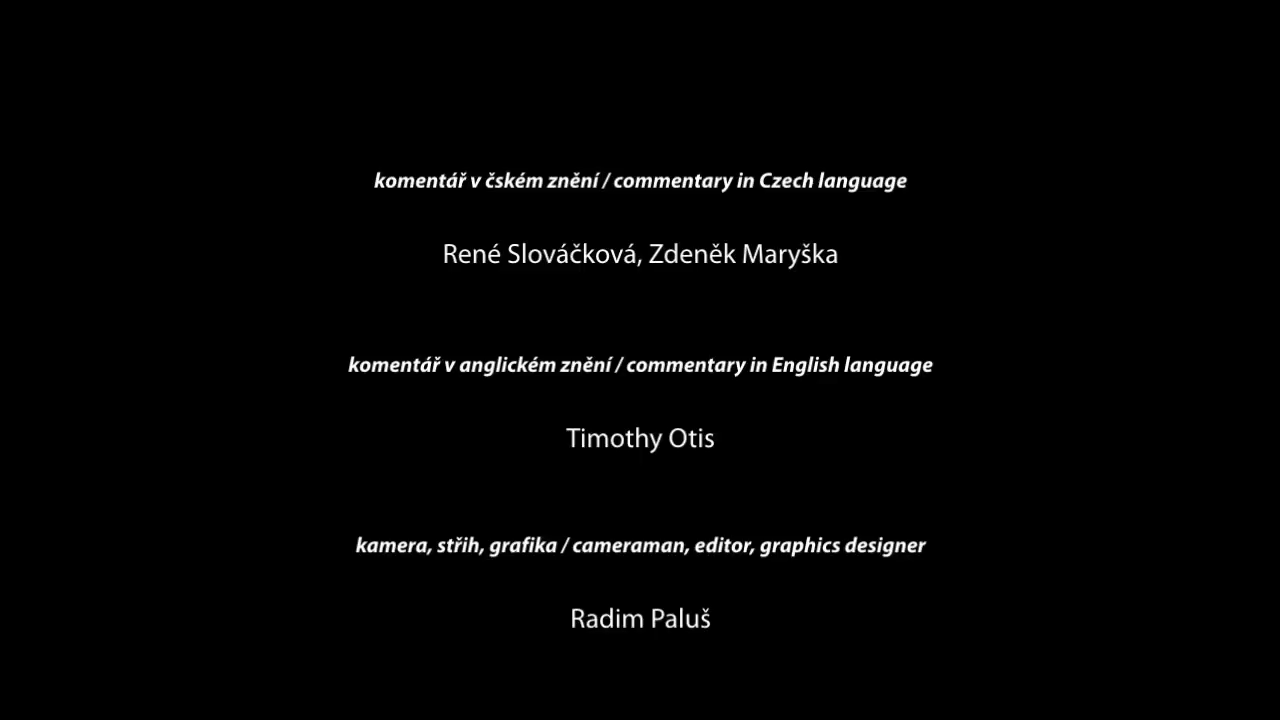 komentář v čském znění / commentary in Czech language
René Slováčková, Zdeněk Maryška
komentář v anglickém znění / commentary in English language
Timothy Otis
kamera, střih, grafika / cameraman, editor, graphics designer
Radim Paluš